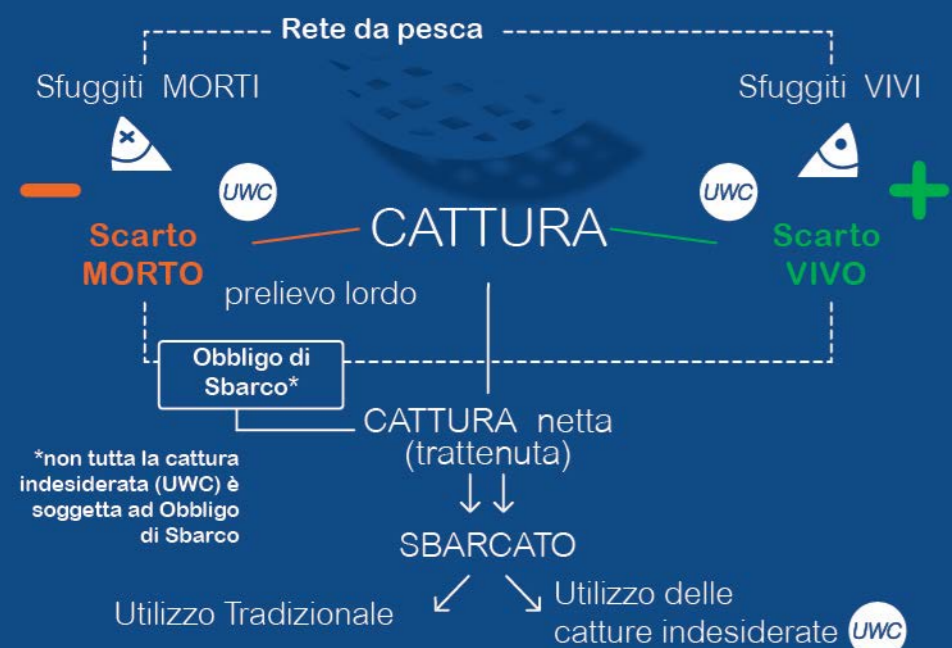 Rete da pesca
Sfuggiti MORTI
Sfuggiti VIVI
UWC
UWC
Scarto
MORTO
CATTURA
Scarto
VIVO
prelievo lordo
Obbligo di
Sbarco*
CATTURA netta
(trattenuta)
*non tutta la cattura
indesiderata (UWC) è
soggetta ad Obbligo
di Sbarco
SBARCATO
Utilizzo Tradizionale
Utilizzo delle
catture indesiderate UWC